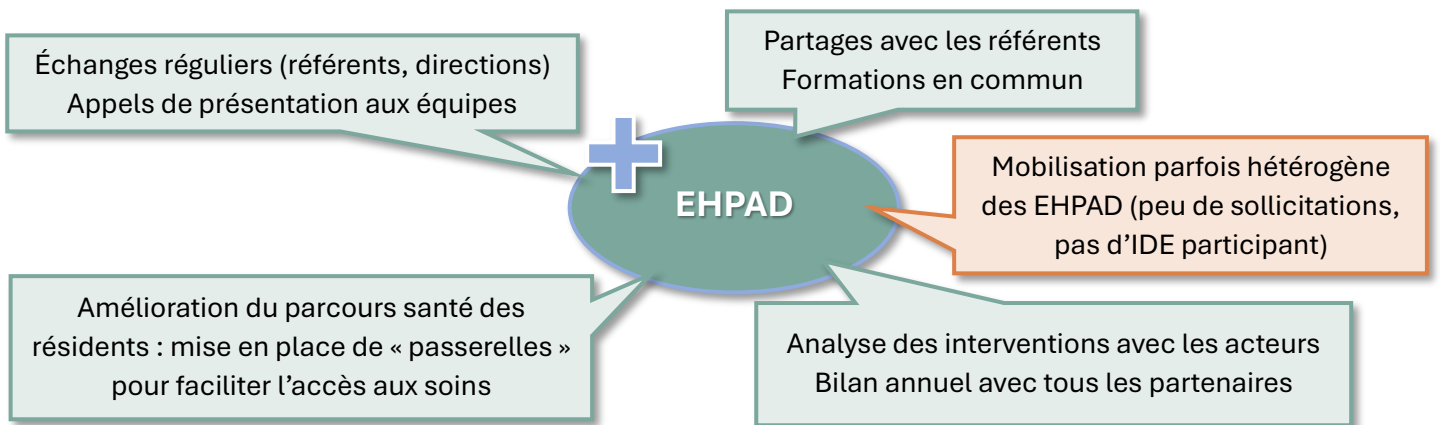 Échanges réguliers (référents, directions)
Appels de présentation aux équipes
Partages avec les référents
Formations en commun
EHPAD
Mobilisation parfois hétérogène
des EHPAD (peu de sollicitations,
pas d’IDE participant)
Amélioration du parcours santé des
résidents : mise en place de « passerelles »
pour faciliter l’accès aux soins
Analyse des interventions avec les acteurs
Bilan annuel avec tous les partenaires